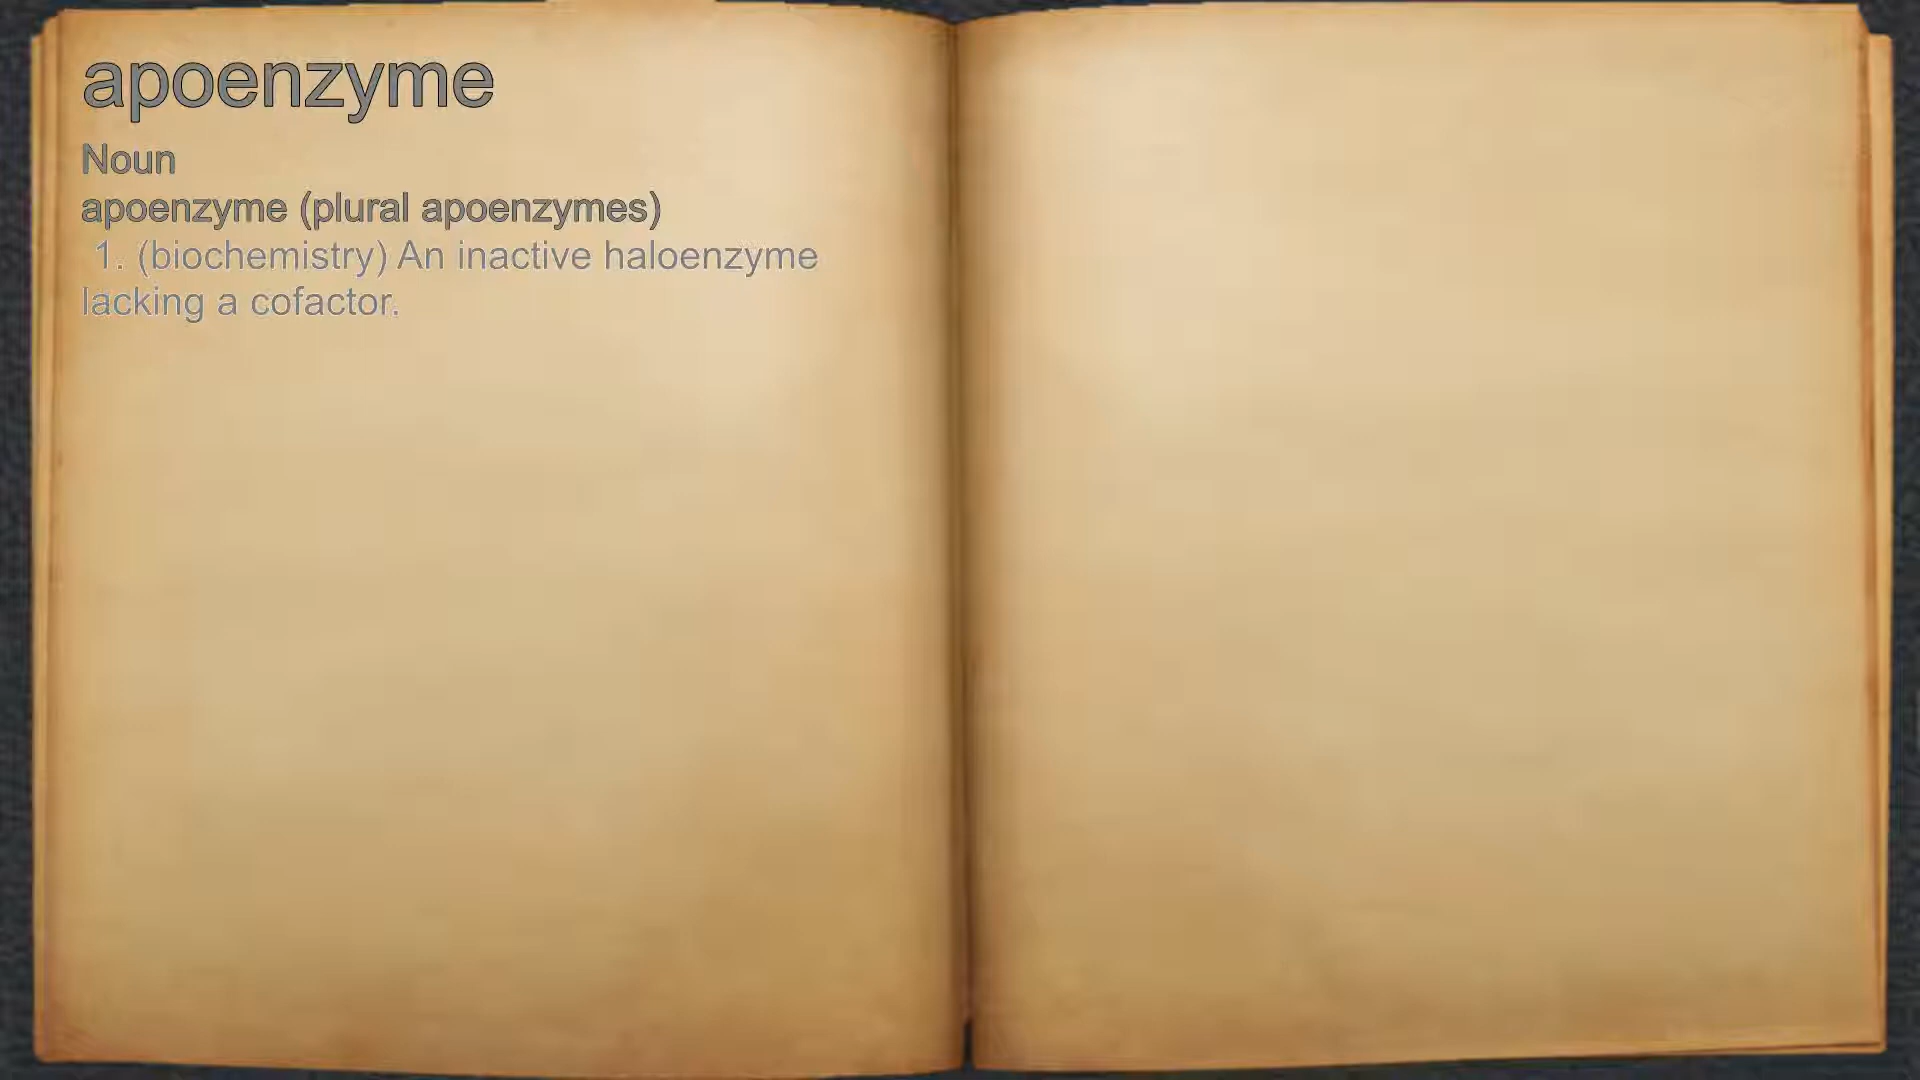 apoenzyme
Noun
apoenzyme (plural apoenzymes)
1. (biochemistry) An inactive haloenzyme
lacking a cofactor.